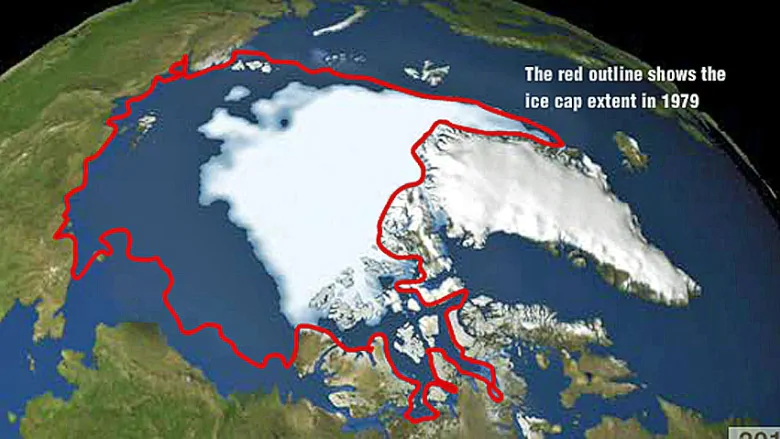 The red outline shows the
ice cap extent in 1979